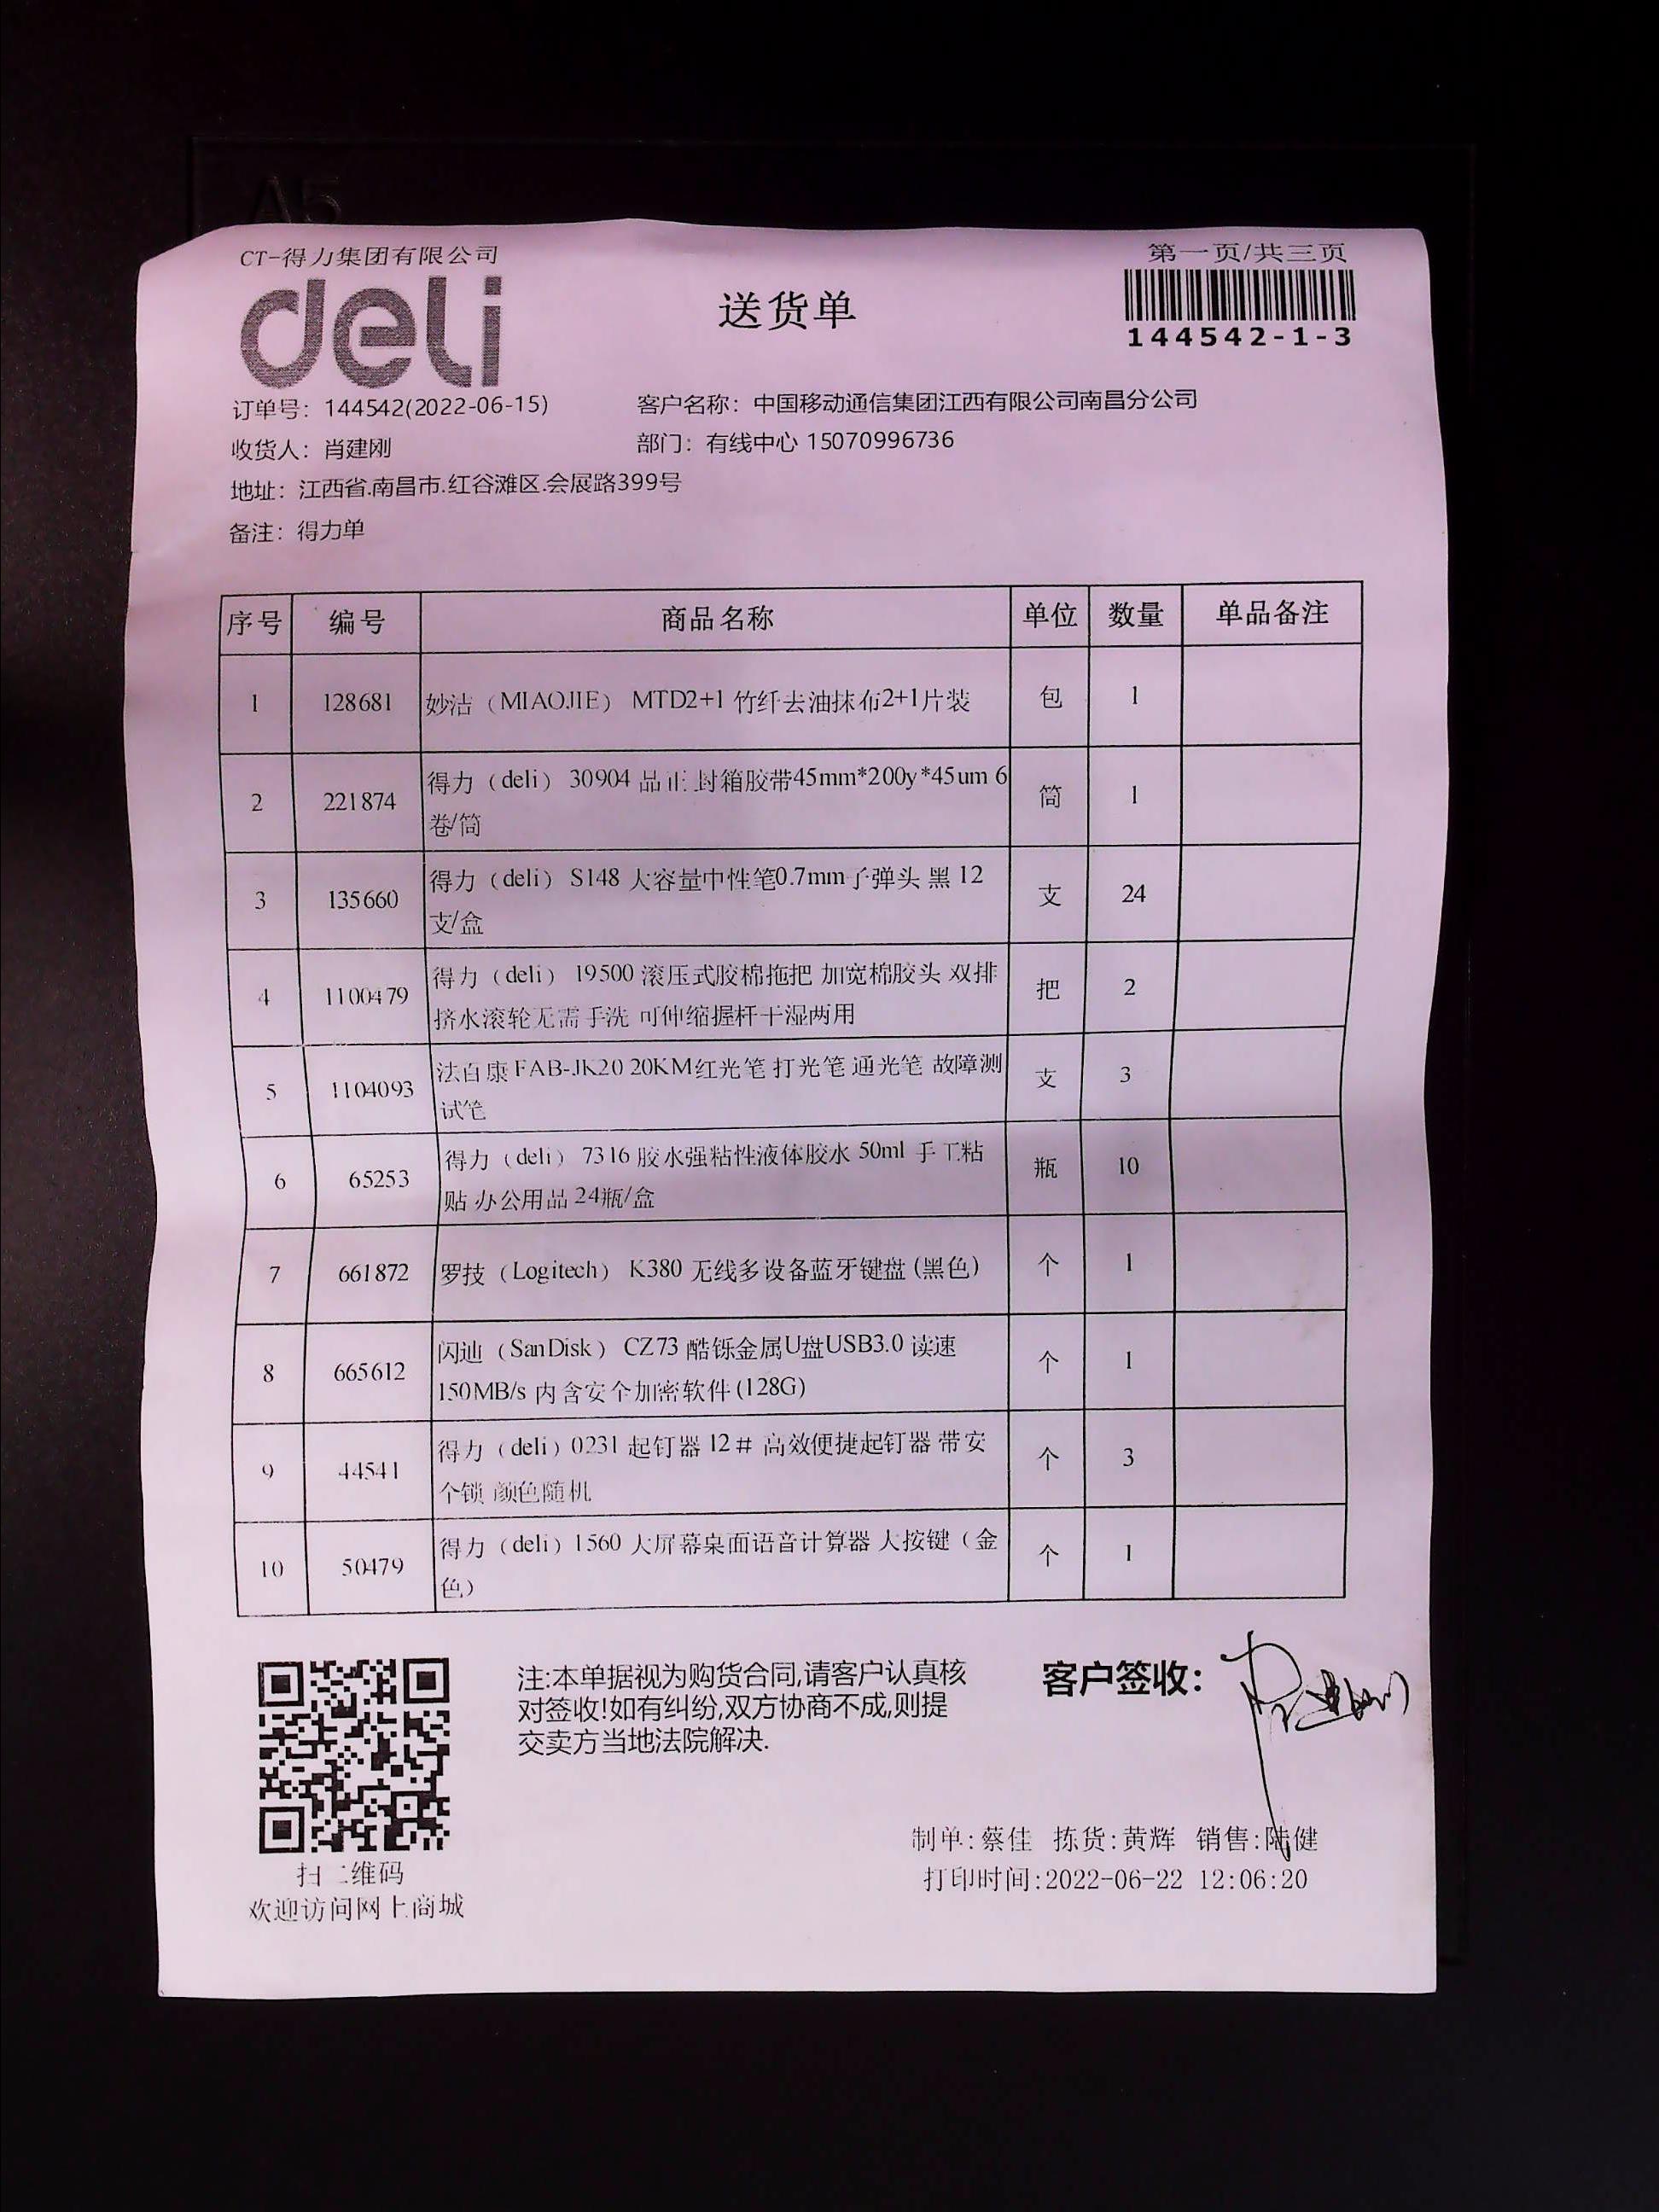 A5
CT-得力集团有限公司
第一页/共三页
deli
送货单
144542-1-3
订单号: 144542(2022-06-15)
客户名称: 中国移动通信集团江西有限公司南昌分公司
收货人: 肖建刚
部门: 有线中心 15070996736
地址: 江西省.南昌市.红谷滩区.会展路399号
备注: 得力单
序号 编号 商品名称 单位 数量 单品备注
1 128681 妙洁（MIAOJIE） MTD2+1 竹纤去油抹布2+1片装 包 1
2 221874 得力（deli） 30904 品正 封箱胶带45mm*200y*45um 6
卷/筒 筒 1
3 135660 得力（deli） S148 大容量中性笔0.7mm子弹头 黑 12
支/盒 支 24
4 1100479 得力（deli） 19500 滚压式胶棉拖把 加宽棉胶头 双排
挤水滚轮无需手洗 可伸缩握杆干湿两用 把 2
5 1104093 法百康 FAB-JK20 20KM红光笔 打光笔 通光笔 故障测
试笔 支 3
6 65253 得力（deli） 7316 胶水强粘性液体胶水 50ml 手工粘
贴 办公用品 24瓶/盒 瓶 10
7 661872 罗技（Logitech） K380 无线多设备蓝牙键盘(黑色) 个 1
8 665612 闪迪（SanDisk） CZ73 酷铄金属U盘USB3.0 读速
150MB/s 内含安全加密软件(128G) 个 1
9 44541 得力（deli）0231 起钉器 12# 高效便捷起钉器 带安
全锁 颜色随机 个 3
10 50479 得力（deli）1560 大屏幕桌面语音计算器 大按键（金
色） 个 1
注:本单据视为购货合同,请客户认真核
对签收!如有纠纷,双方协商不成,则提
交卖方当地法院解决.
客户签收:
制单:蔡佳 拣货:黄辉 销售:陆健
打印时间:2022-06-22 12:06:20
扫二维码
欢迎访问网上商城